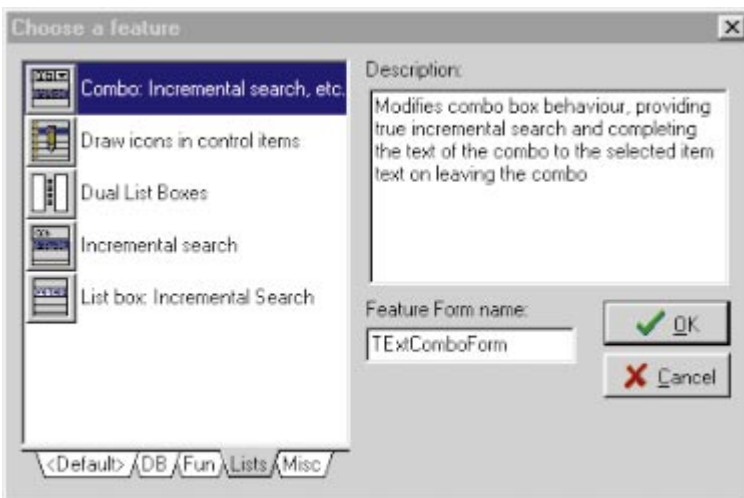 Choose a feature
Combo: Incremental search, etc.
Draw icons in control items
Dual List Boxes
Incremental search
List box: Incremental Search
<Default>
DB
Fun
Lists
Misc
Description:
Modifies combo box behaviour, providing
true incremental search and completing
the text of the combo to the selected item
text on leaving the combo
Feature Form name:
TExtComboForm
OK
Cancel